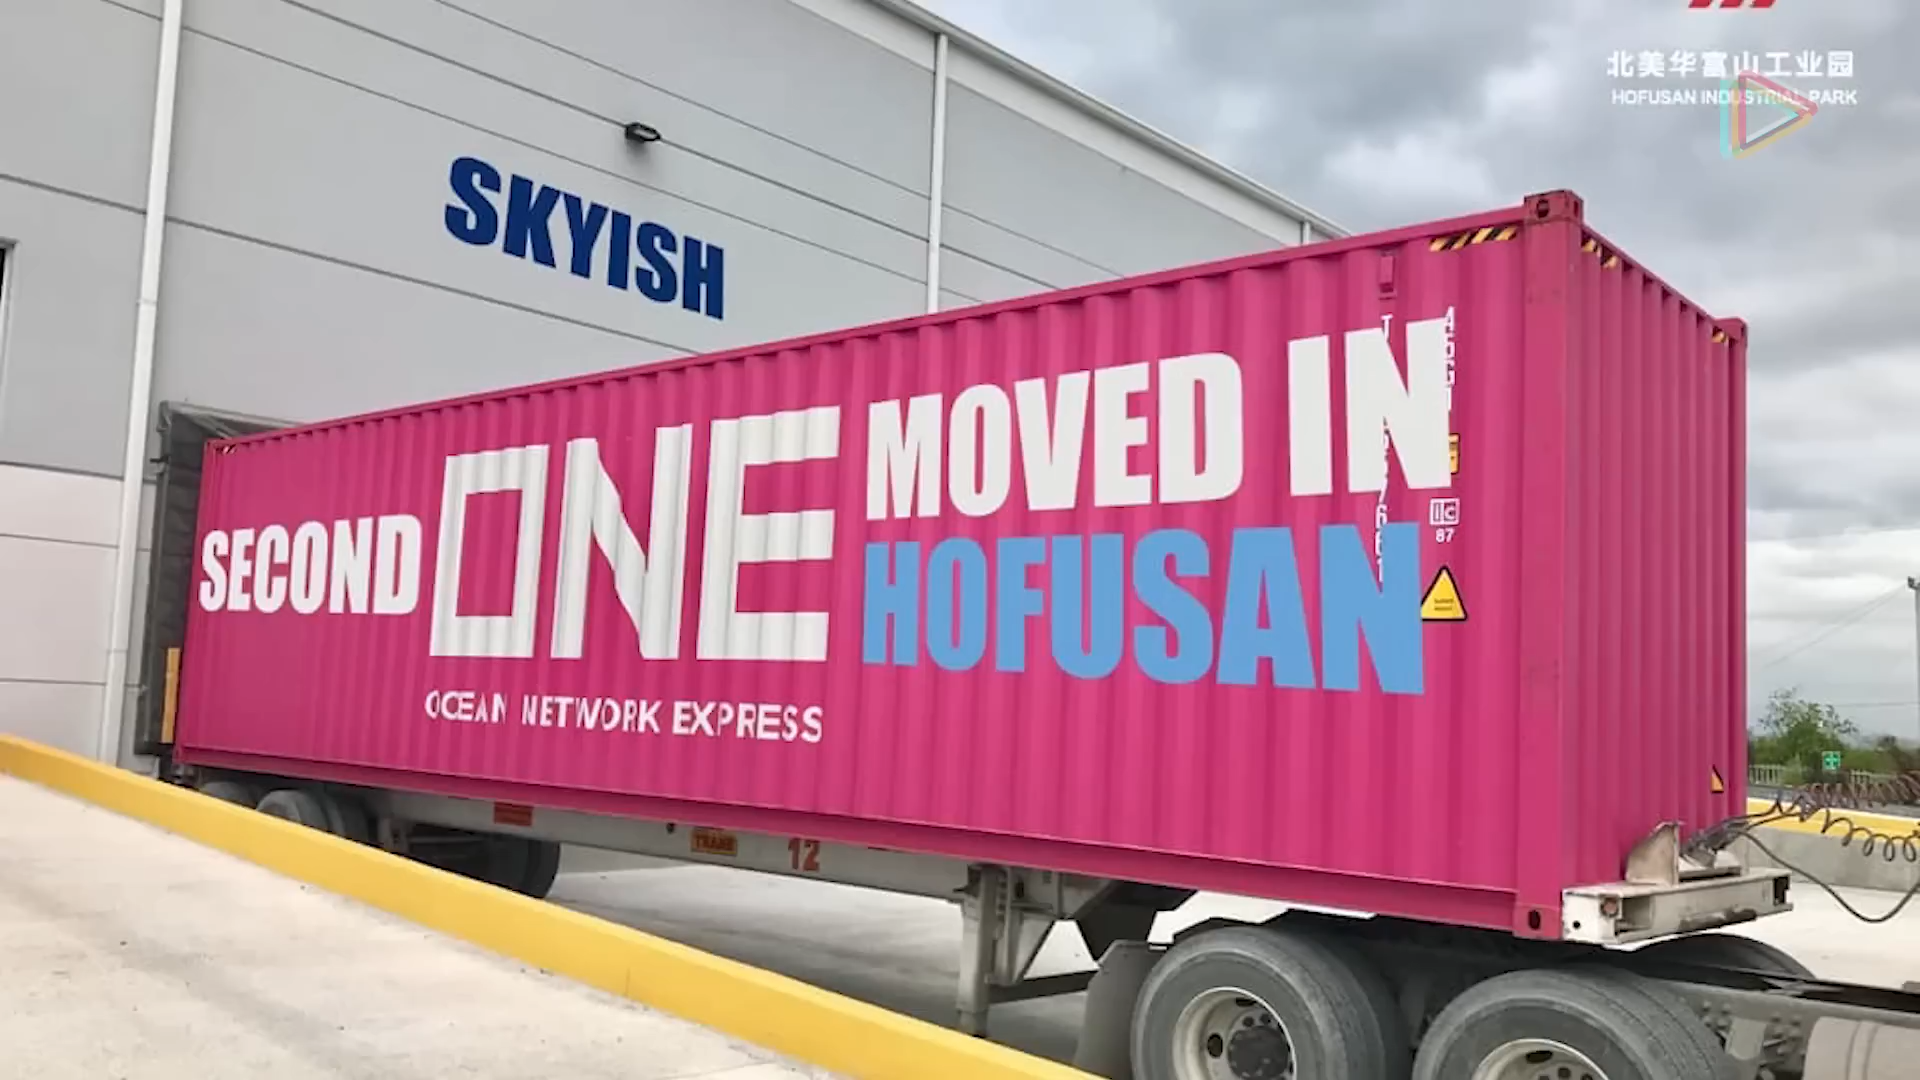 北美华富山工业园
HOFUSAN INDUSTRIAL PARK
SKYISH
SECOND ONE MOVED IN
HOFUSAN
OCEAN NETWORK EXPRESS
87
12